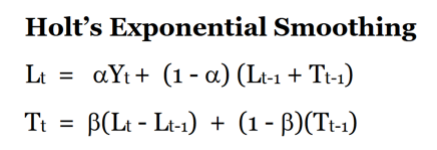 Holt's Exponential Smoothing
Lt = αYt + (1 - α) (Lt-1 + Tt-1)
Tt = β(Lt - Lt-1) + (1 - β)(Tt-1)